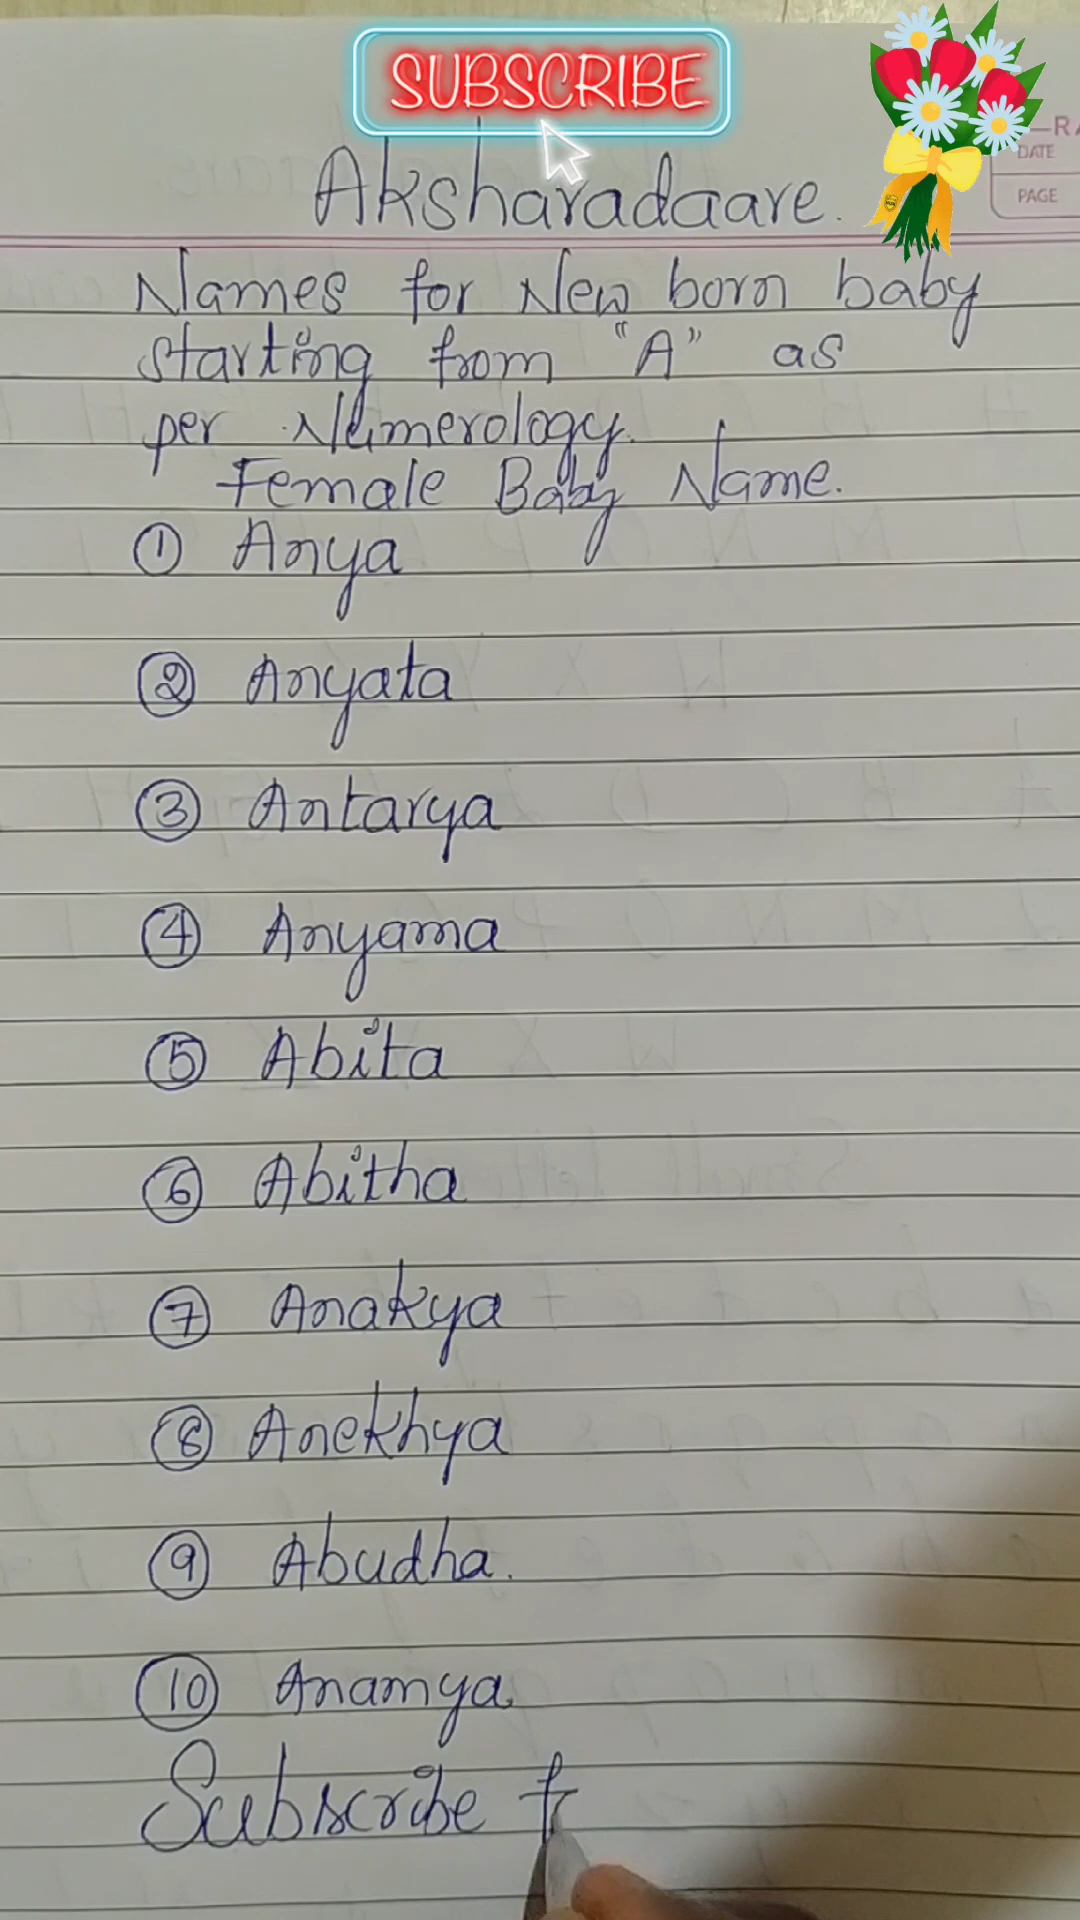 SUBSCRIBE
DATE
PAGE
Aksharadaare.
Names for New born baby
starting from "A" as
per Numerology.
Female Baby Name.
① Anya
② Anyata
③ Antarya
④ Anyama
⑤ Abita
⑥ Abitha
⑦ Anakya
⑧ Anekhya
⑨ Abudha.
⑩ Anamya
Subscribe f